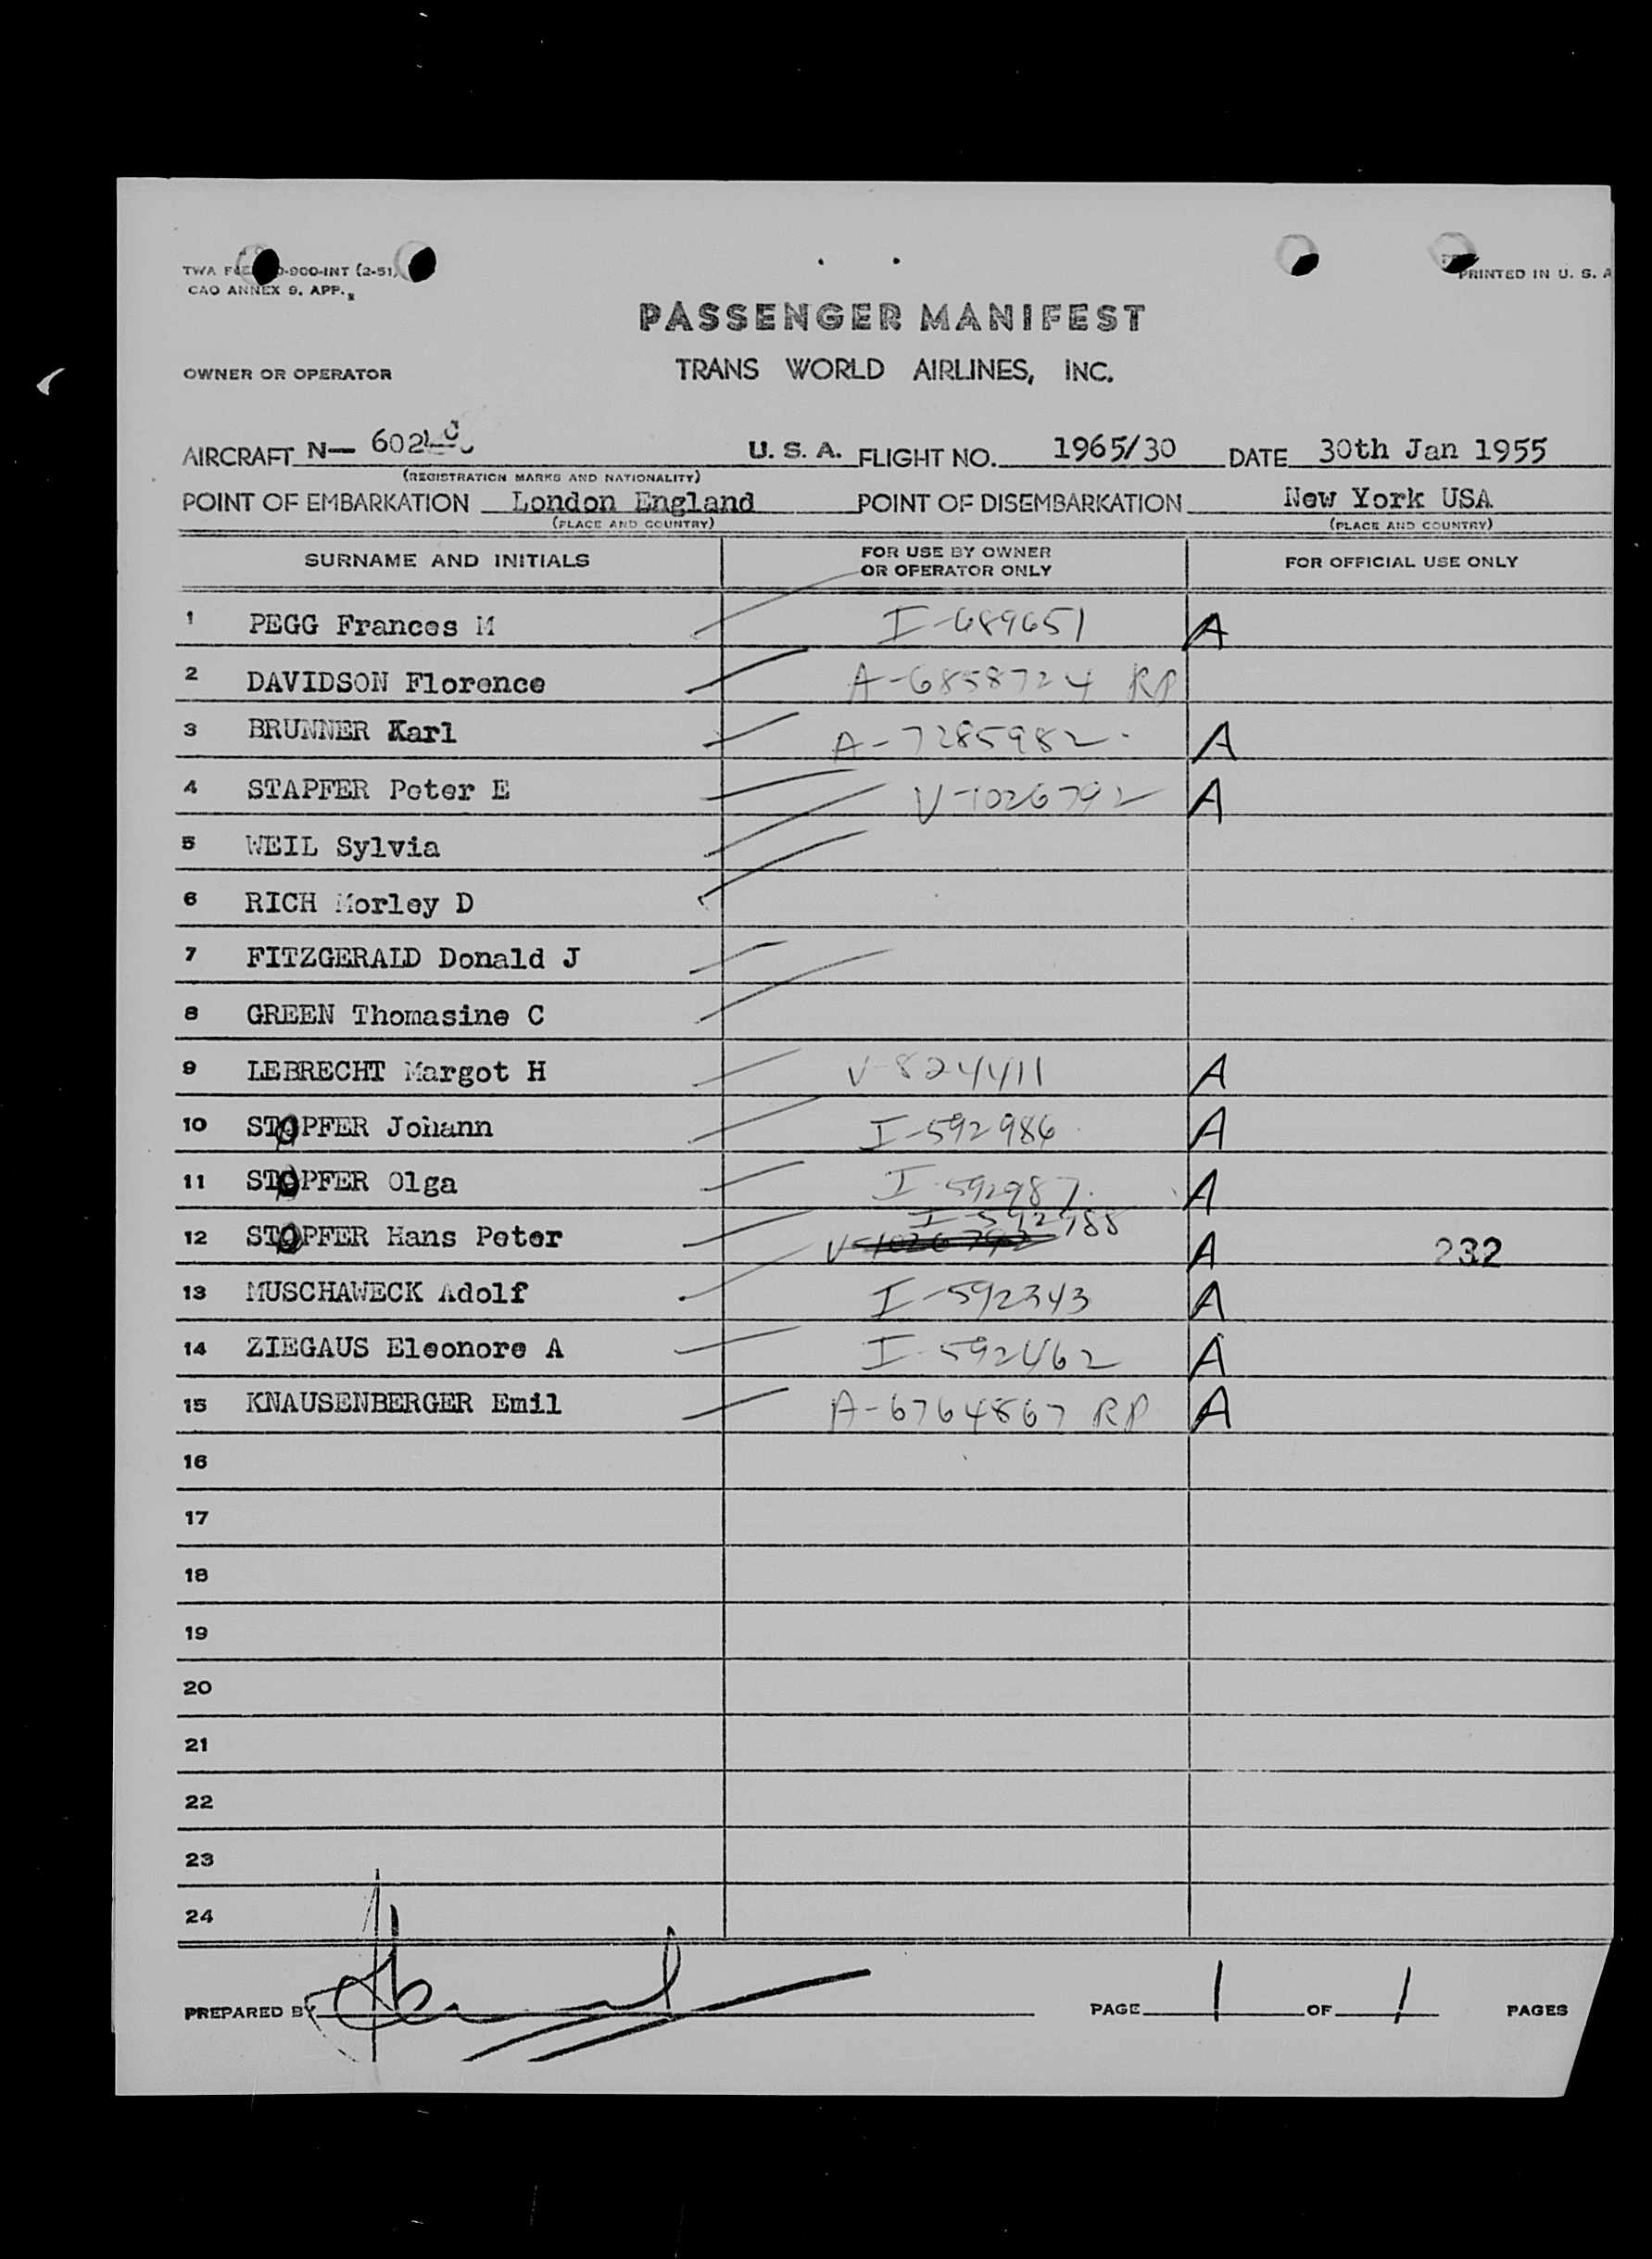 PRINTED IN U. S. A
CAO ANNEX 9. APP.
PASSENGER MANIFEST
OWNER OR OPERATOR TRANS WORLD AIRLINES, INC.
AIRCRAFT N— U. S. A. FLIGHT NO. 1965/30 DATE 30th Jan 1955
(REGISTRATION MARKS AND NATIONALITY)
POINT OF EMBARKATION London England POINT OF DISEMBARKATION New York USA
(PLACE AND COUNTRY) (PLACE AND COUNTRY)
SURNAME AND INITIALS FOR USE BY OWNER OR OPERATOR ONLY FOR OFFICIAL USE ONLY
1 PEGG Frances M I-689651 A
2 DAVIDSON Florence A-6858724 RP
3 BRUNNER Karl A-7285982 A
4 STAPFER Peter E V-1026792 A
5 WEIL Sylvia
6 RICH Morley D
7 FITZGERALD Donald J
8 GREEN Thomasine C
9 LEBRECHT Margot H V-824411 A
10 STOPFER Johann I-592986 A
11 STOPFER Olga I-592987 A
12 STOPFER Hans Peter V-1026792 I-592988 A 232
13 MUSCHAWECK Adolf I-592343 A
14 ZIEGAUS Eleonore A I-592462 A
15 KNAUSENBERGER Emil A-6764867 RP A
16
17
18
19
20
21
22
23
24
PREPARED BY PAGE 1 OF 1 PAGES